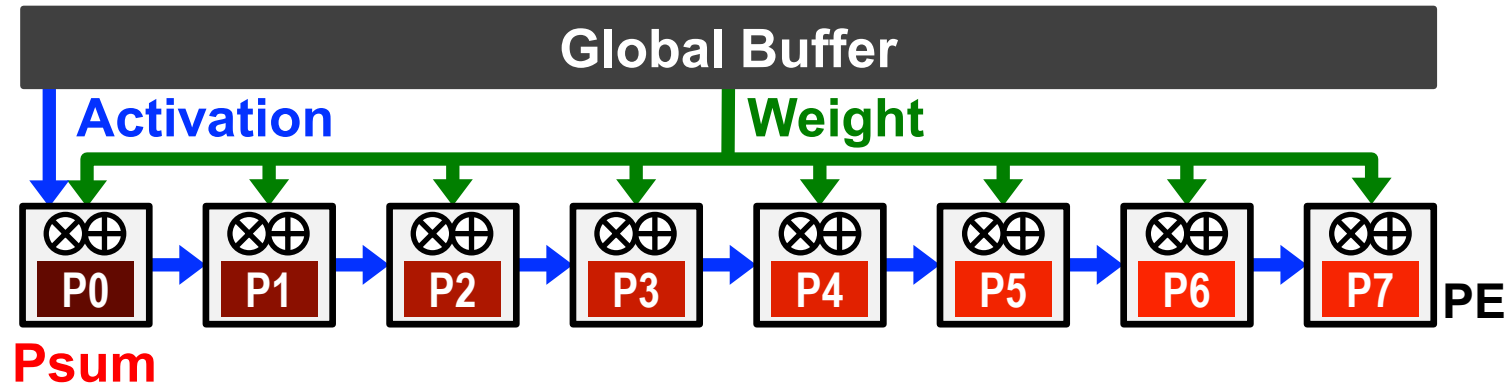 Global Buffer
Activation Weight
P0 P1 P2 P3 P4 P5 P6 P7 PE
Psum